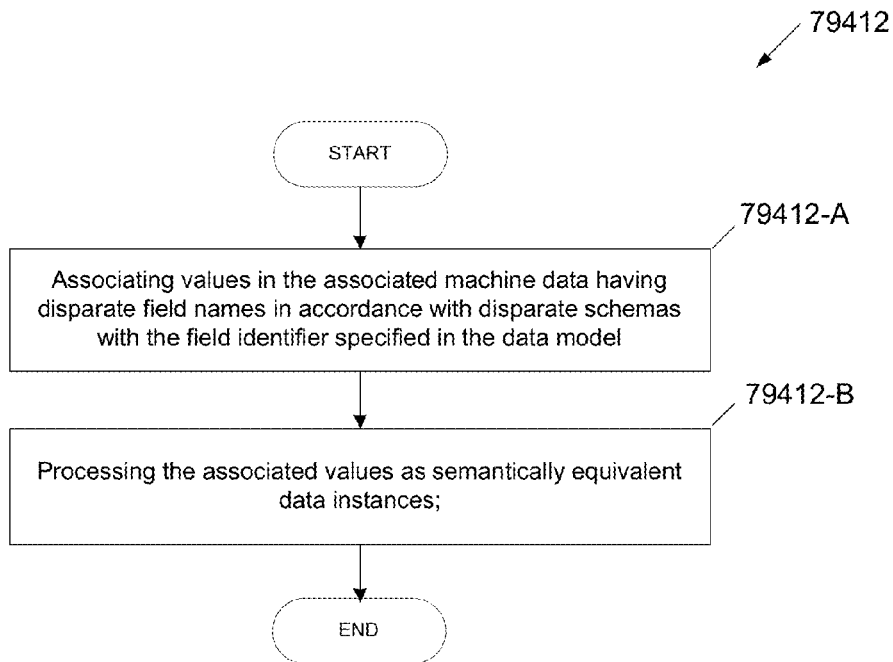 79412
START
79412-A
Associating values in the associated machine data having
disparate field names in accordance with disparate schemas
with the field identifier specified in the data model
79412-B
Processing the associated values as semantically equivalent
data instances;
END